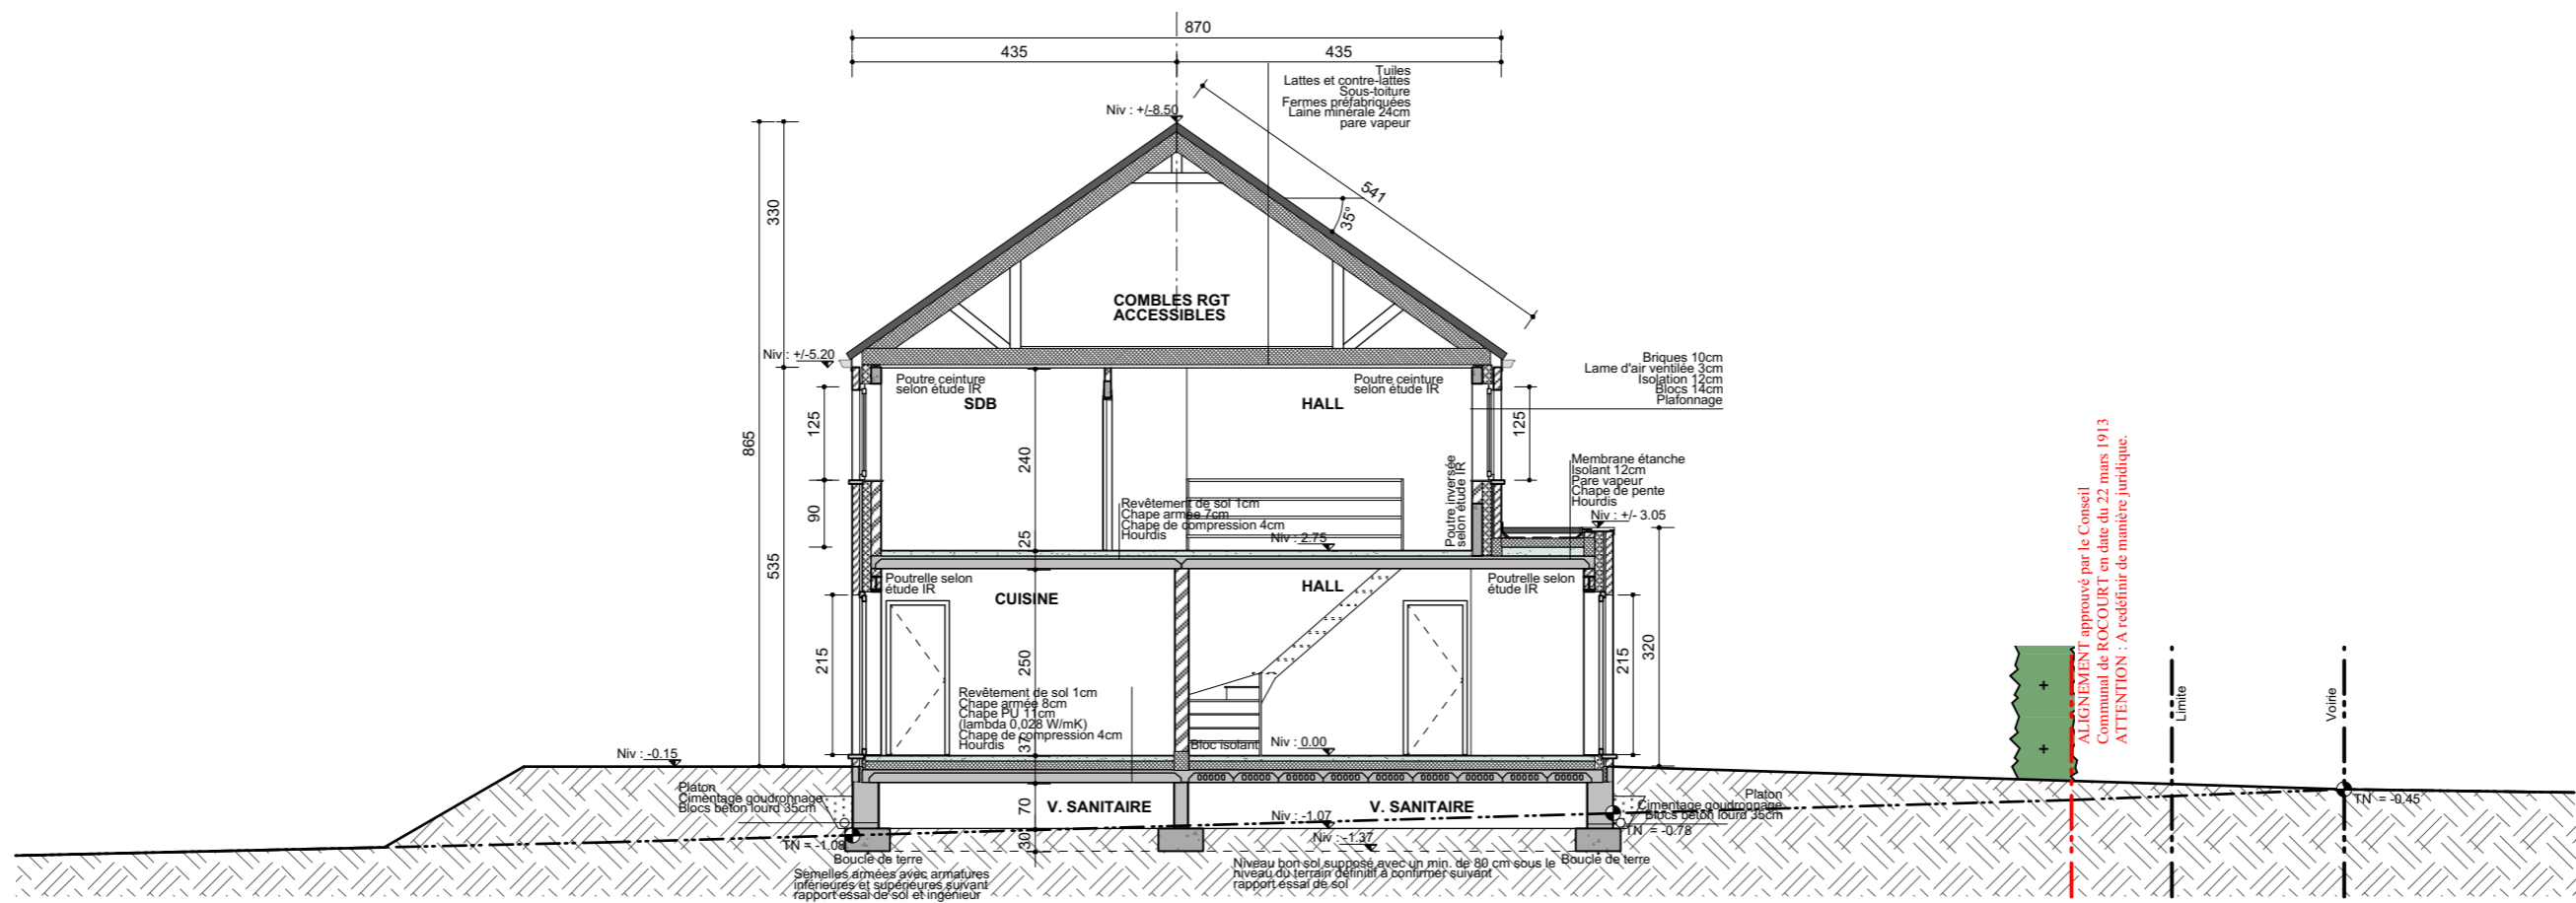 870
435
435
Tuiles
Lattes et contre-lattes
Sous-toiture
Fermes préfabriquées
Laine minérale 24cm
pare vapeur
Niv : +/-8.50
541
35°
330
COMBLES RGT
ACCESSIBLES
Niv : +/-5.20
Poutre ceinture
selon étude IR
SDB
Poutre ceinture
selon étude IR
HALL
Briques 10cm
Lame d'air ventilée 3cm
Isolation 12cm
Blocs 14cm
Plafonnage
125
125
865
240
90
535
Poutre inversée
selon étude IR
Membrane étanche
Isolant 12cm
Pare vapeur
Chape de pente
Hourdis
Niv : +/- 3.05
Revêtement de sol 1cm
Chape armée 7cm
Chape de compression 4cm
Hourdis
25
Niv : 2.75
Poutrelle selon
étude IR
CUISINE
HALL
Poutrelle selon
étude IR
215
250
215
320
Revêtement de sol 1cm
Chape armée 8cm
Chape PU 11cm
(lambda 0,028 W/mK)
Chape de compression 4cm
Hourdis
37
Bloc isolant
Niv : 0.00
Niv : -0.15
Platon
Cimentage goudronnage
Blocs béton lourd 35cm
70
V. SANITAIRE
V. SANITAIRE
Platon
Cimentage goudronnage
Blocs béton lourd 35cm
Niv : -1.07
TN = -0.78
30
Niv : -1.37
TN = -1.08
Boucle de terre
Semelles armées avec armatures
inférieures et supérieures suivant
rapport essai de sol et ingénieur
Niveau bon sol supposé avec un min. de 80 cm sous le
niveau du terrain définitif à confirmer suivant
rapport essai de sol
Boucle de terre
ALIGNEMENT approuvé par le Conseil
Communal de ROCOURT en date du 22 mars 1913
ATTENTION : A redéfinir de manière juridique.
Limite
Voirie
TN = -0.45